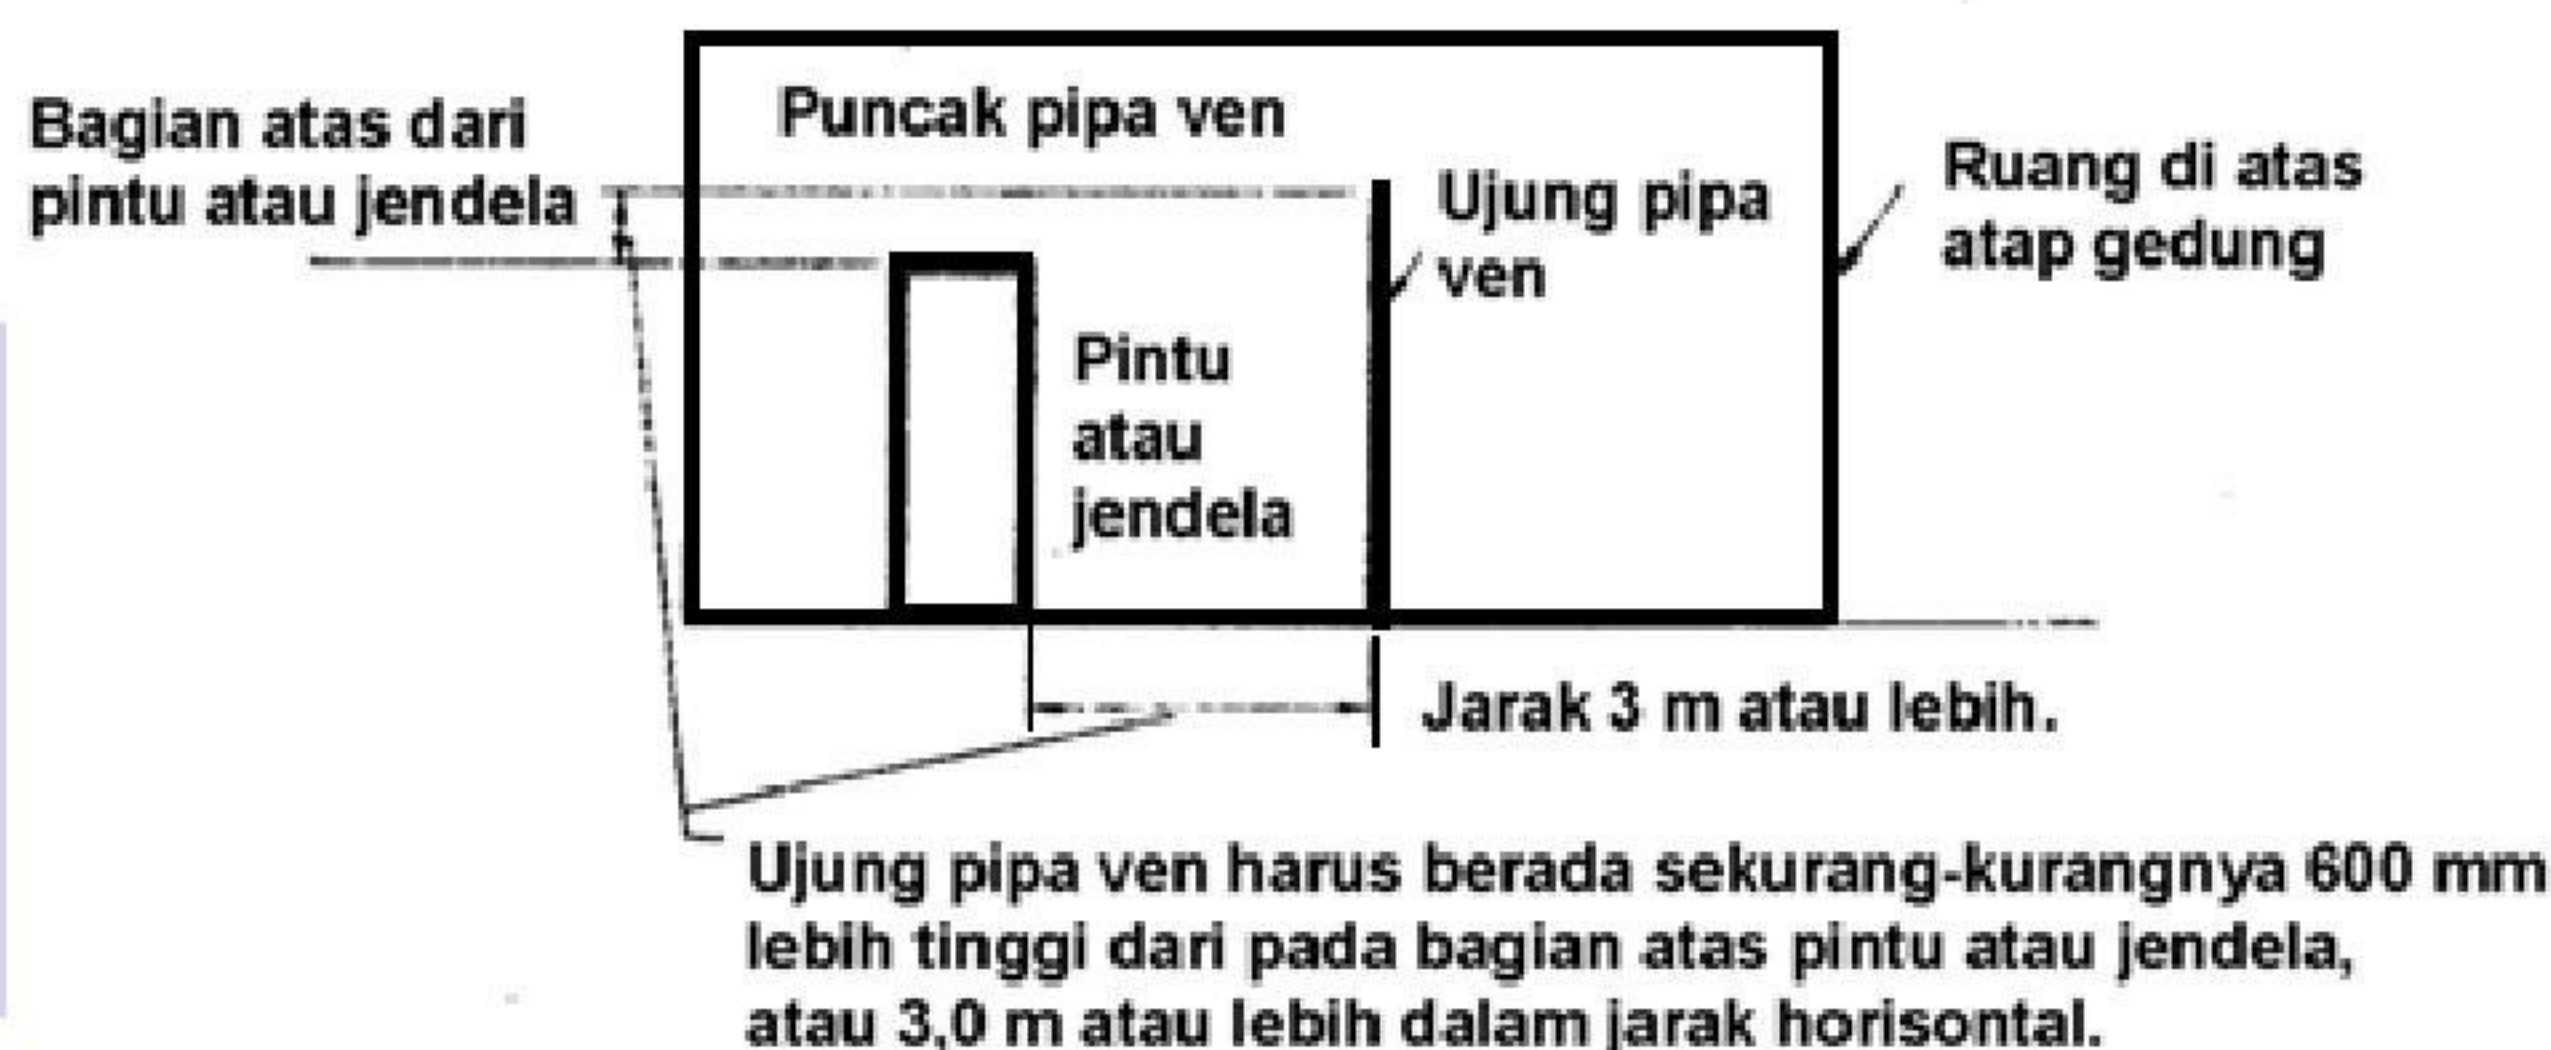 Bagian atas dari
pintu atau jendela
Puncak pipa ven
Ujung pipa
ven
Ruang di atas
atap gedung
Pintu
atau
jendela
Jarak 3 m atau lebih.
Ujung pipa ven harus berada sekurang-kurangnya 600 mm
lebih tinggi dari pada bagian atas pintu atau jendela,
atau 3,0 m atau lebih dalam jarak horisontal.